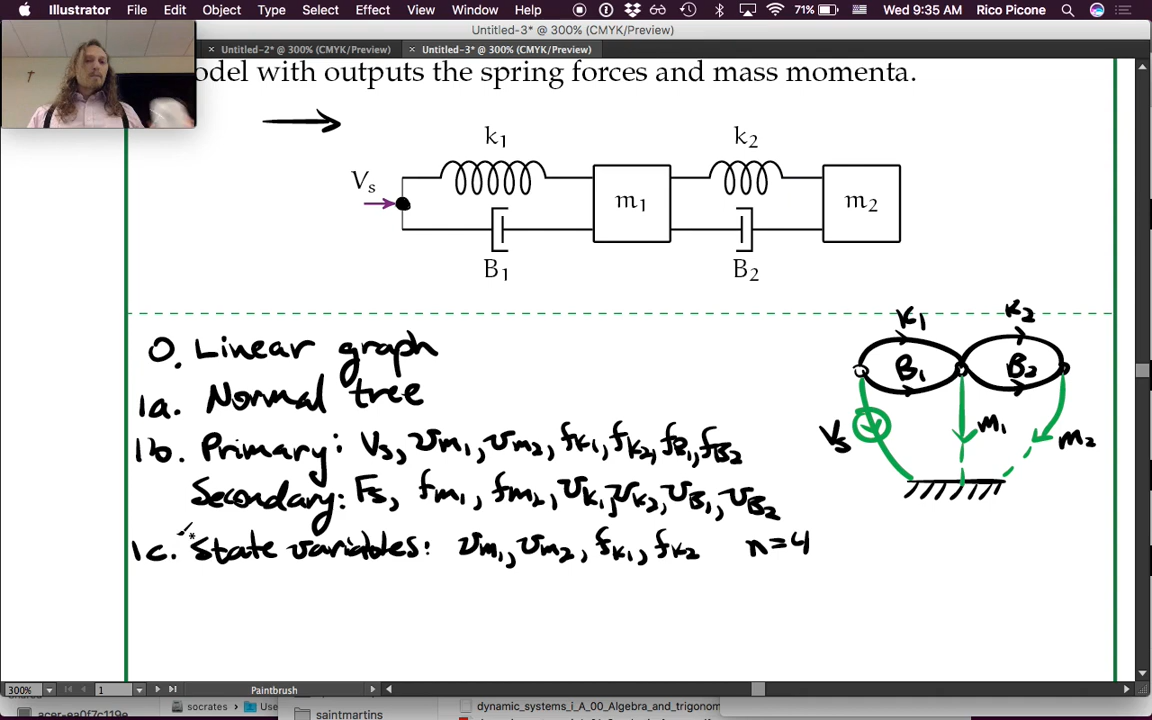 Illustrator File Edit Object Type Select Effect View Window Help 71% Wed 9:35 AM Rico Picone
Untitled-3* @ 300% (CMYK/Preview)
× Untitled-2* @ 300% (CMYK/Preview) × Untitled-3* @ 300% (CMYK/Preview)
odel with outputs the spring forces and mass momenta.
k₁ k₂
Vₛ m₁ m₂
B₁ B₂
0. Linear graph
1a. Normal tree
1b. Primary: Vs, vm₁, vm₂, fk₁, fk₂, fB₁, fB₂
Secondary: Fs, fm₁, fm₂, vk₁, vk₂, vB₁, vB₂
1c. State variables: vm₁, vm₂, fk₁, fk₂ n=4
k₁ k₂
B₁ B₂
Vs m₁ m₂
300% 1 Paintbrush
acer-ea0f7c119e socrates Use saintmartins dynamic_systems_i_A_00_Algebra_and_trigonom